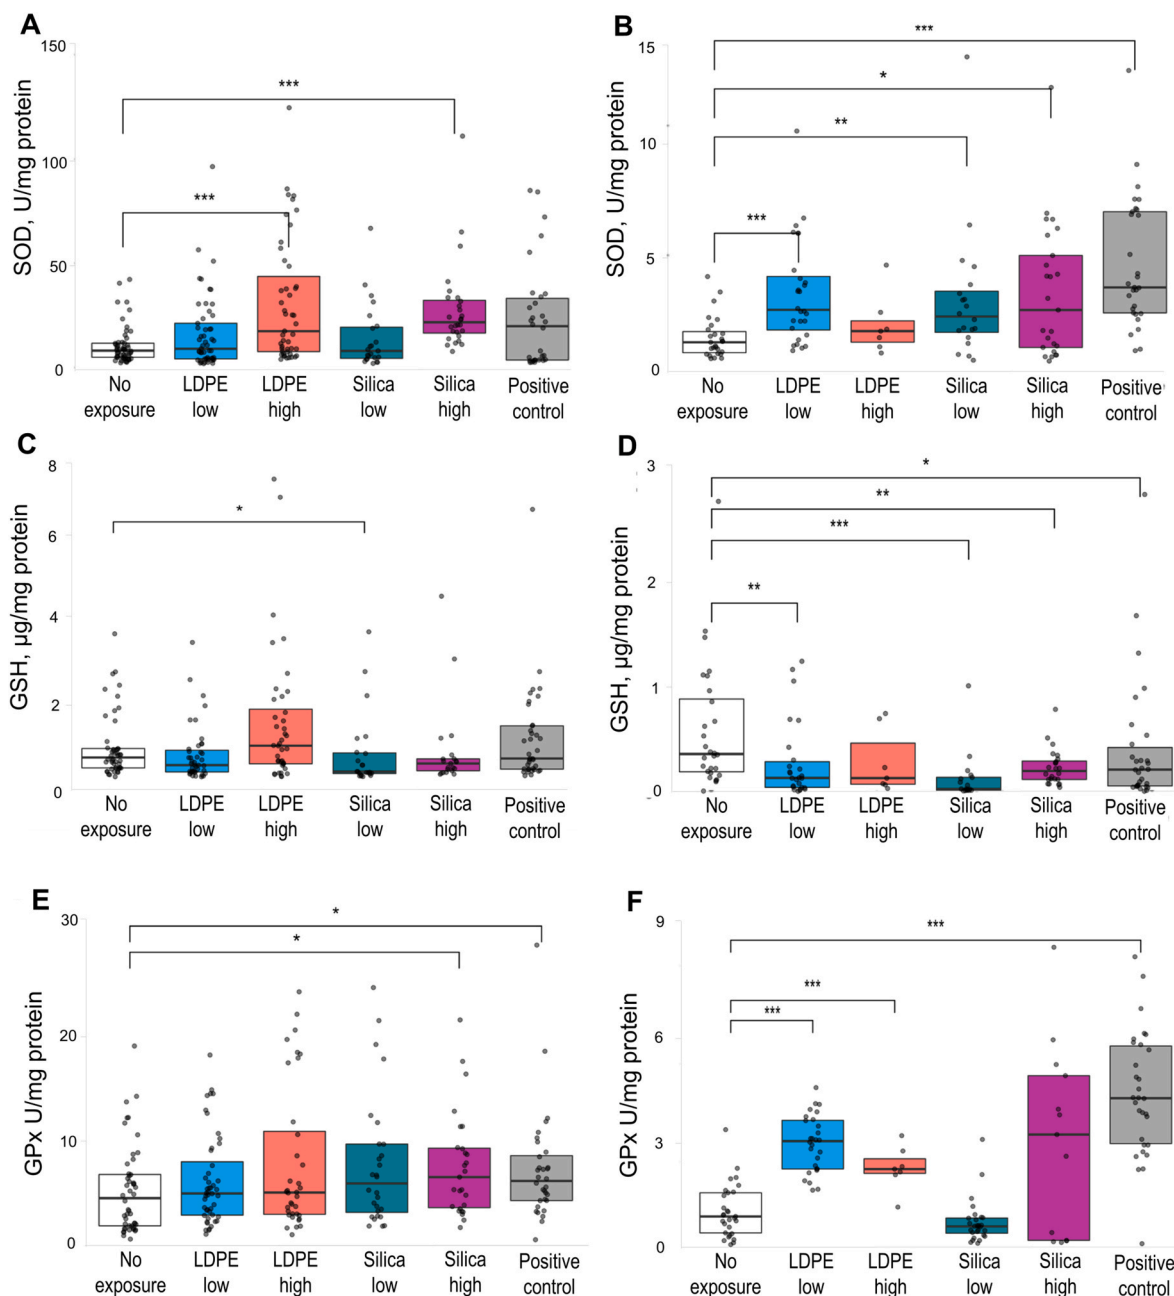 A
SOD, U/mg protein
150
100
50
0
***
***
No exposure
LDPE low
LDPE high
Silica low
Silica high
Positive control
B
SOD, U/mg protein
15
10
5
0
***
*
**
***
No exposure
LDPE low
LDPE high
Silica low
Silica high
Positive control
C
GSH, µg/mg protein
8
6
4
2
0
*
No exposure
LDPE low
LDPE high
Silica low
Silica high
Positive control
D
GSH, µg/mg protein
3
2
1
0
*
**
***
**
No exposure
LDPE low
LDPE high
Silica low
Silica high
Positive control
E
GPx U/mg protein
30
20
10
0
*
*
No exposure
LDPE low
LDPE high
Silica low
Silica high
Positive control
F
GPx U/mg protein
9
6
3
0
***
***
***
No exposure
LDPE low
LDPE high
Silica low
Silica high
Positive control